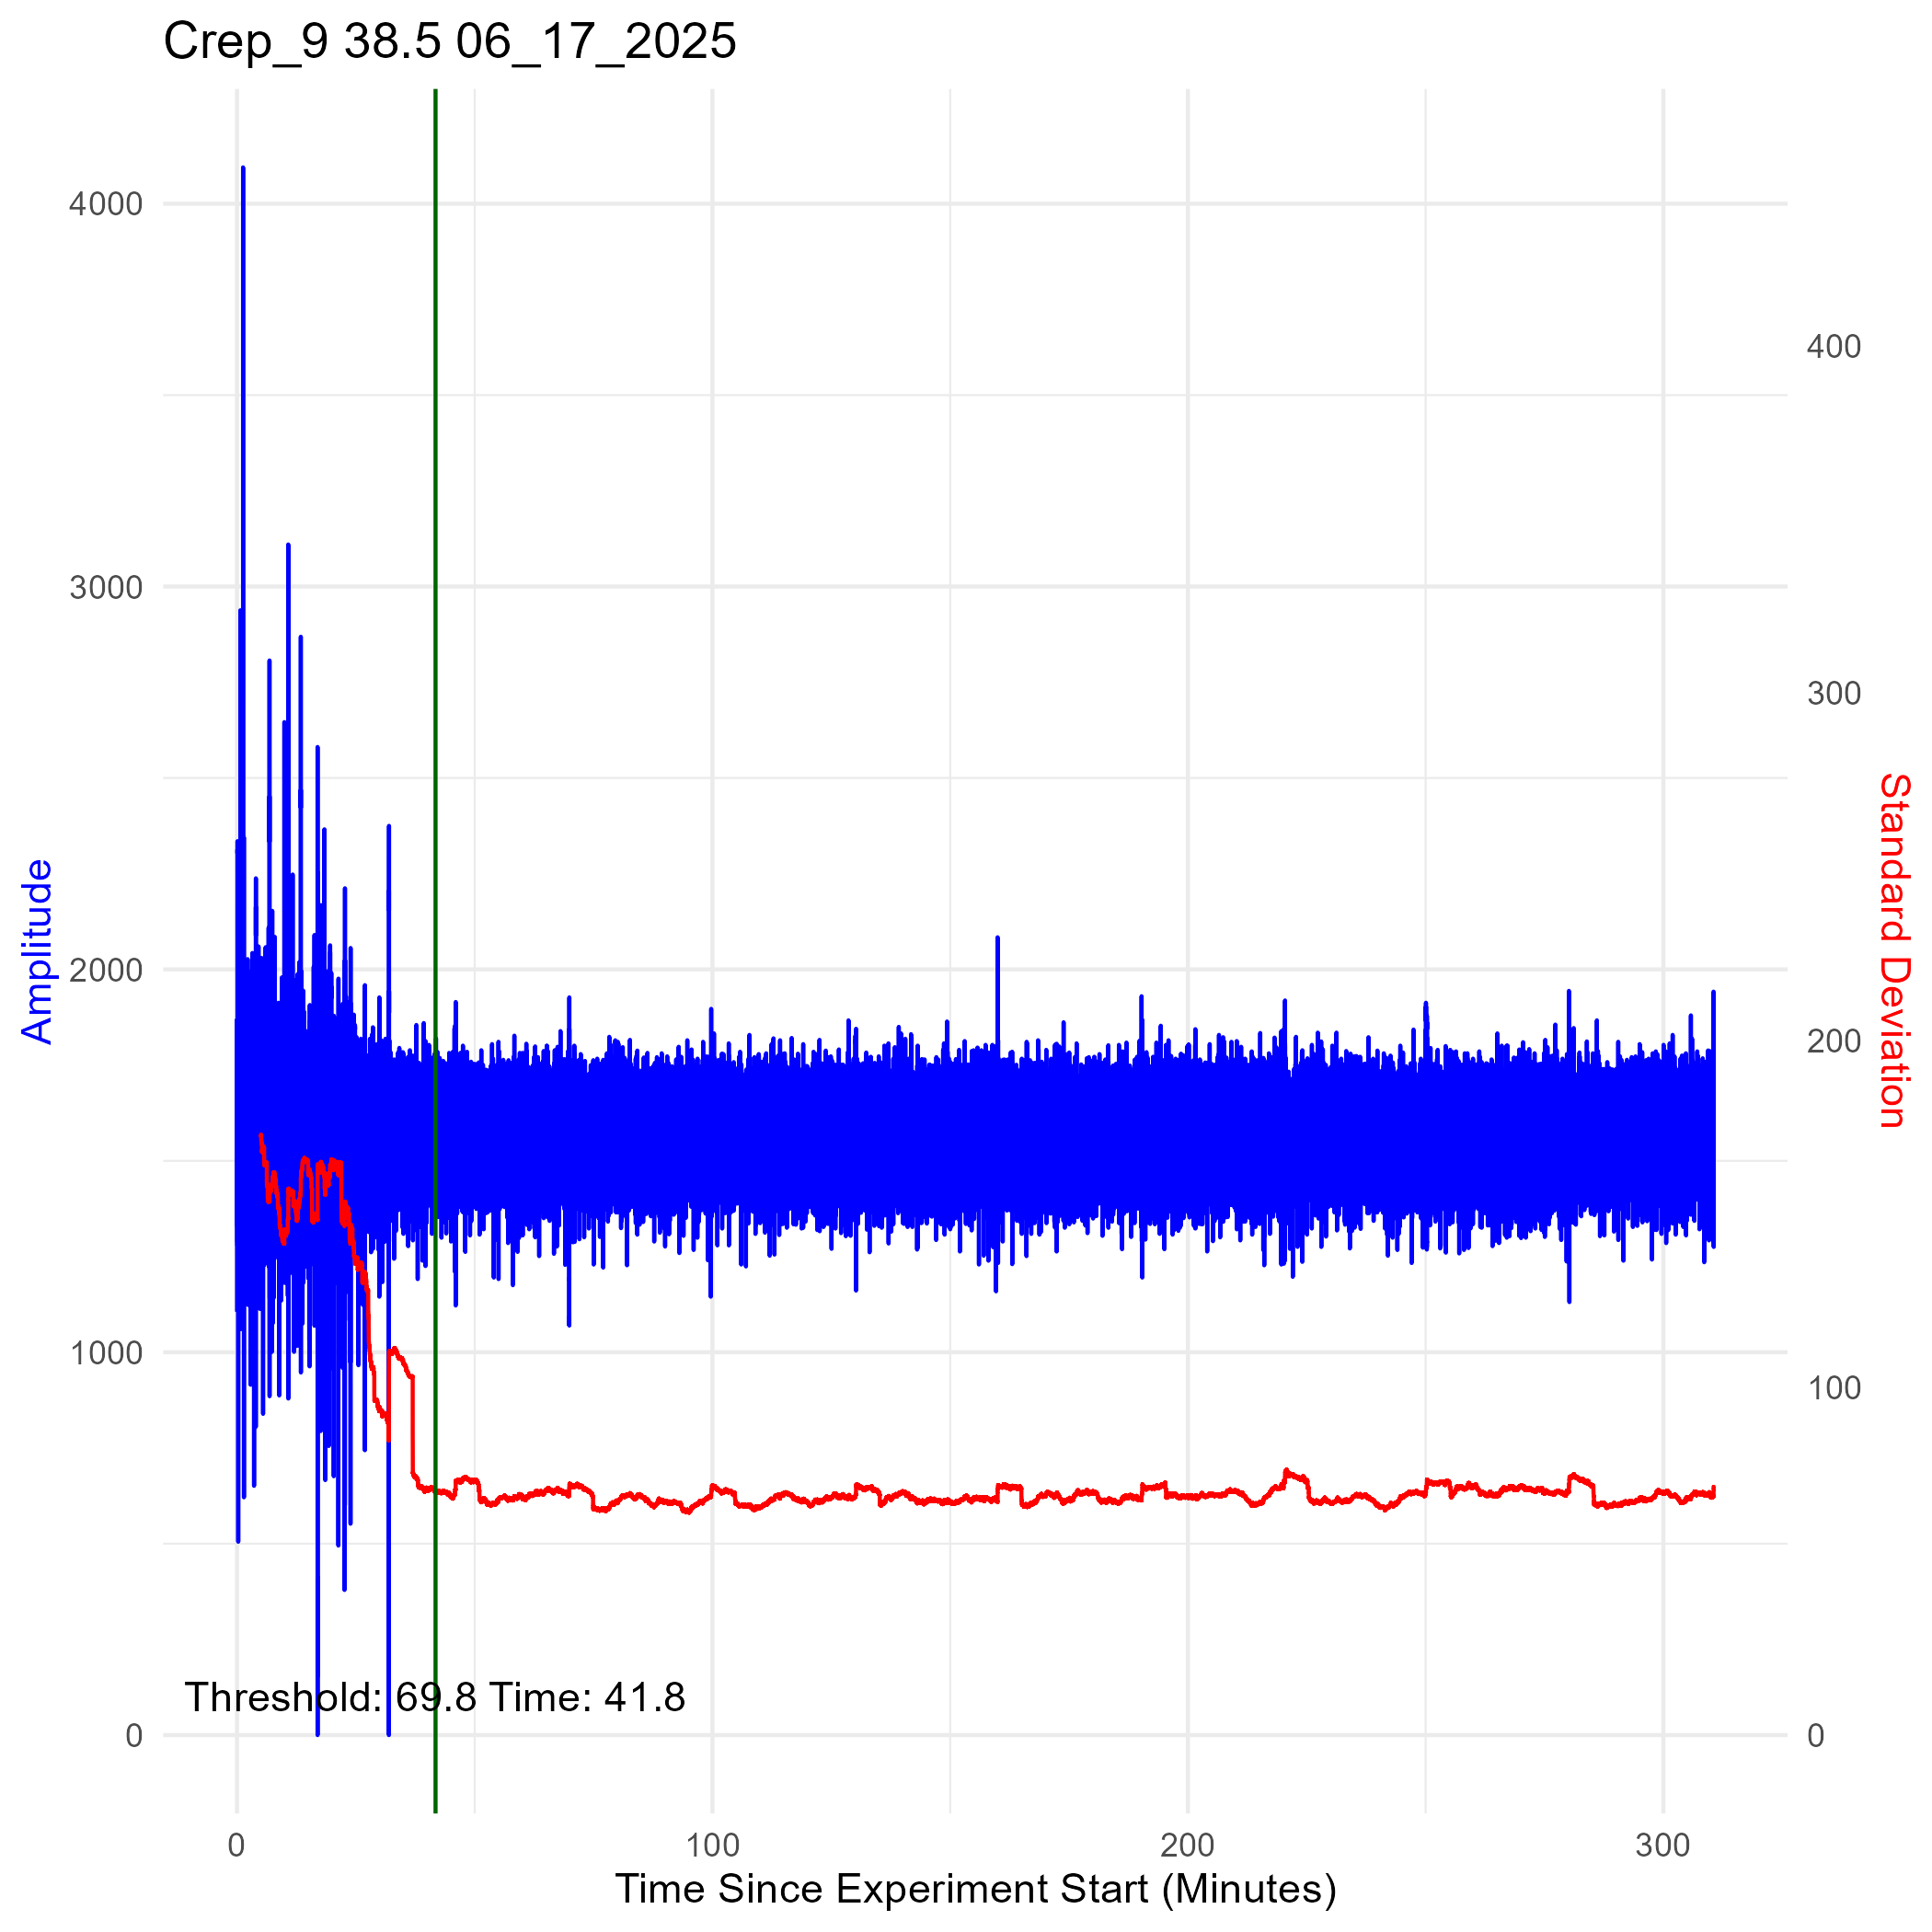 Crep_9 38.5 06_17_2025
4000
3000
2000
1000
0
Amplitude
400
300
200
100
0
Standard Deviation
Threshold: 69.8 Time: 41.8
0 100 200 300
Time Since Experiment Start (Minutes)